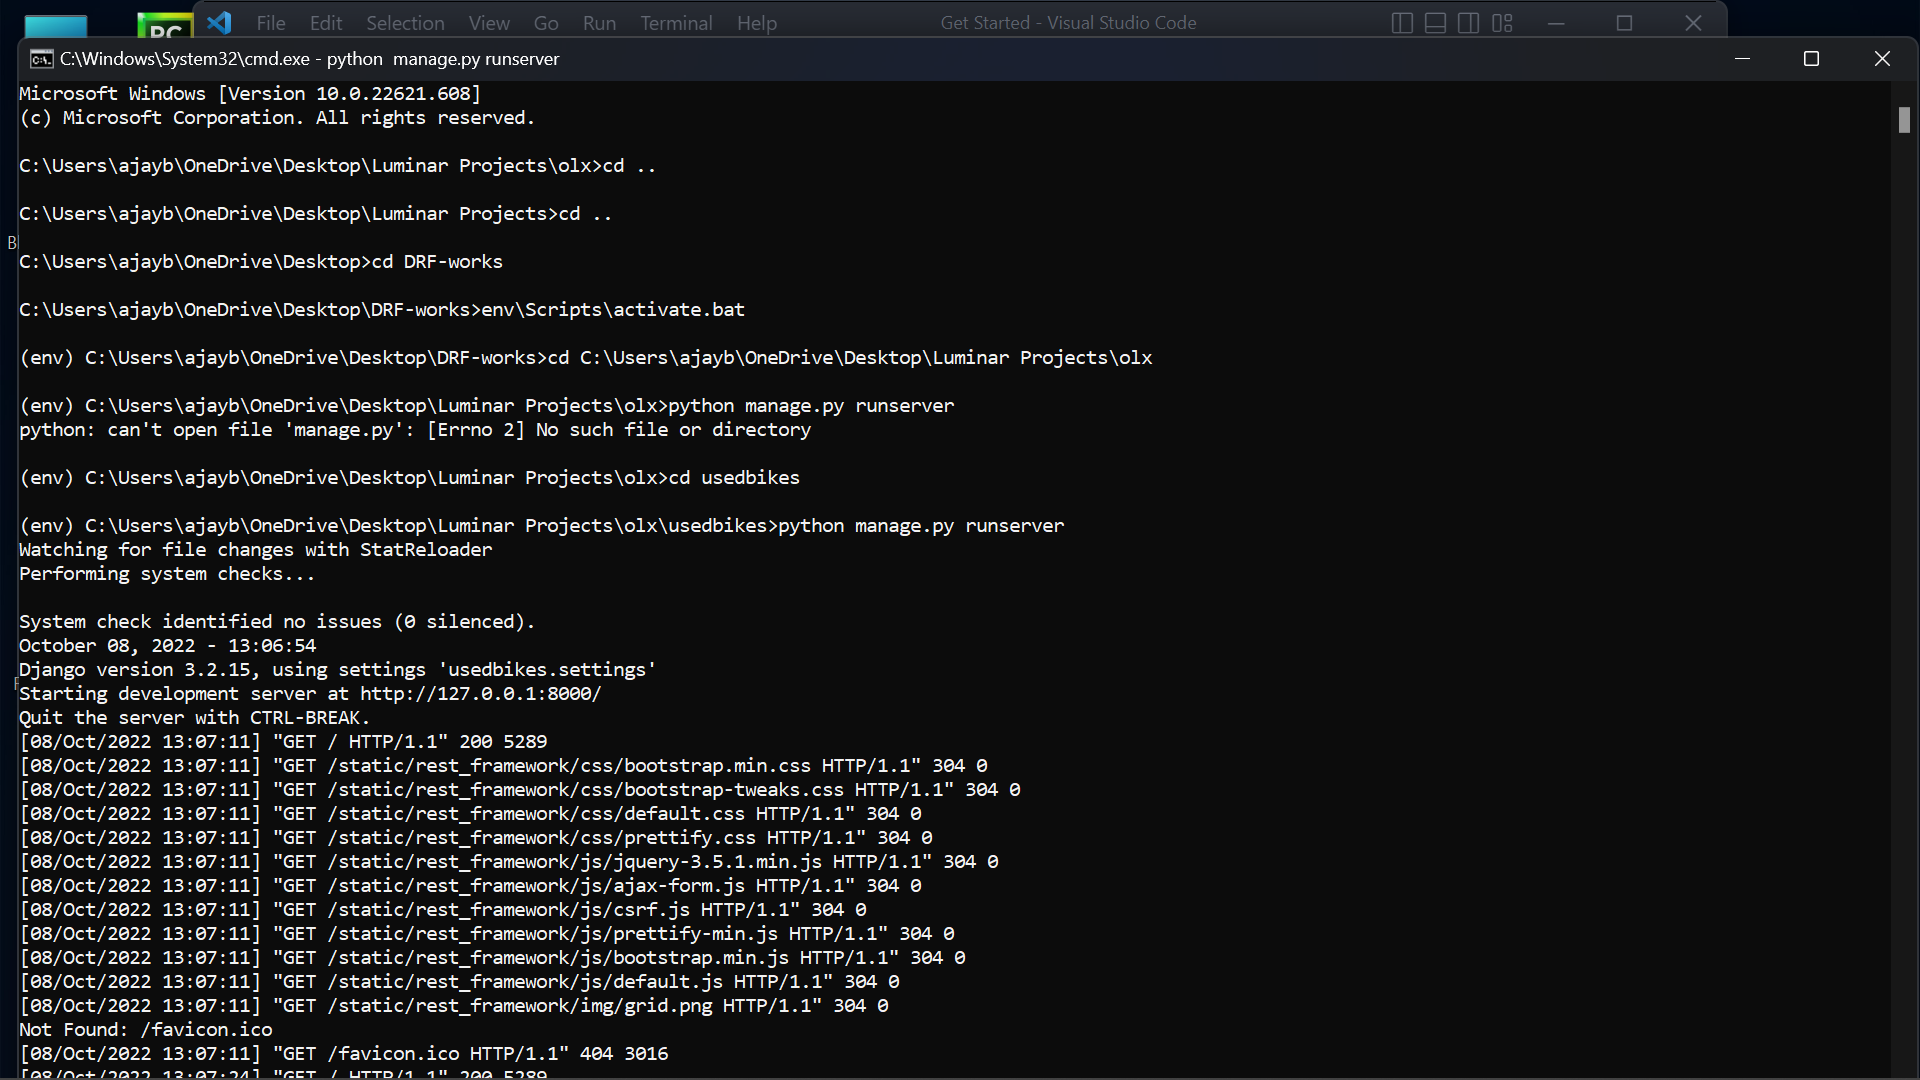 PC
File Edit Selection View Go Run Terminal Help Get Started - Visual Studio Code
C:\Windows\System32\cmd.exe - python  manage.py runserver
Microsoft Windows [Version 10.0.22621.608]
(c) Microsoft Corporation. All rights reserved.
C:\Users\ajayb\OneDrive\Desktop\Luminar Projects\olx>cd ..
C:\Users\ajayb\OneDrive\Desktop\Luminar Projects>cd ..
B
C:\Users\ajayb\OneDrive\Desktop>cd DRF-works
C:\Users\ajayb\OneDrive\Desktop\DRF-works>env\Scripts\activate.bat
(env) C:\Users\ajayb\OneDrive\Desktop\DRF-works>cd C:\Users\ajayb\OneDrive\Desktop\Luminar Projects\olx
(env) C:\Users\ajayb\OneDrive\Desktop\Luminar Projects\olx>python manage.py runserver
python: can't open file 'manage.py': [Errno 2] No such file or directory
(env) C:\Users\ajayb\OneDrive\Desktop\Luminar Projects\olx>cd usedbikes
(env) C:\Users\ajayb\OneDrive\Desktop\Luminar Projects\olx\usedbikes>python manage.py runserver
Watching for file changes with StatReloader
Performing system checks...
System check identified no issues (0 silenced).
October 08, 2022 - 13:06:54
Django version 3.2.15, using settings 'usedbikes.settings'
Starting development server at http://127.0.0.1:8000/
Quit the server with CTRL-BREAK.
[08/Oct/2022 13:07:11] "GET / HTTP/1.1" 200 5289
[08/Oct/2022 13:07:11] "GET /static/rest_framework/css/bootstrap.min.css HTTP/1.1" 304 0
[08/Oct/2022 13:07:11] "GET /static/rest_framework/css/bootstrap-tweaks.css HTTP/1.1" 304 0
[08/Oct/2022 13:07:11] "GET /static/rest_framework/css/default.css HTTP/1.1" 304 0
[08/Oct/2022 13:07:11] "GET /static/rest_framework/css/prettify.css HTTP/1.1" 304 0
[08/Oct/2022 13:07:11] "GET /static/rest_framework/js/jquery-3.5.1.min.js HTTP/1.1" 304 0
[08/Oct/2022 13:07:11] "GET /static/rest_framework/js/ajax-form.js HTTP/1.1" 304 0
[08/Oct/2022 13:07:11] "GET /static/rest_framework/js/csrf.js HTTP/1.1" 304 0
[08/Oct/2022 13:07:11] "GET /static/rest_framework/js/prettify-min.js HTTP/1.1" 304 0
[08/Oct/2022 13:07:11] "GET /static/rest_framework/js/bootstrap.min.js HTTP/1.1" 304 0
[08/Oct/2022 13:07:11] "GET /static/rest_framework/js/default.js HTTP/1.1" 304 0
[08/Oct/2022 13:07:11] "GET /static/rest_framework/img/grid.png HTTP/1.1" 304 0
Not Found: /favicon.ico
[08/Oct/2022 13:07:11] "GET /favicon.ico HTTP/1.1" 404 3016
[08/Oct/2022 13:07:24] "GET / HTTP/1.1" 200 5289